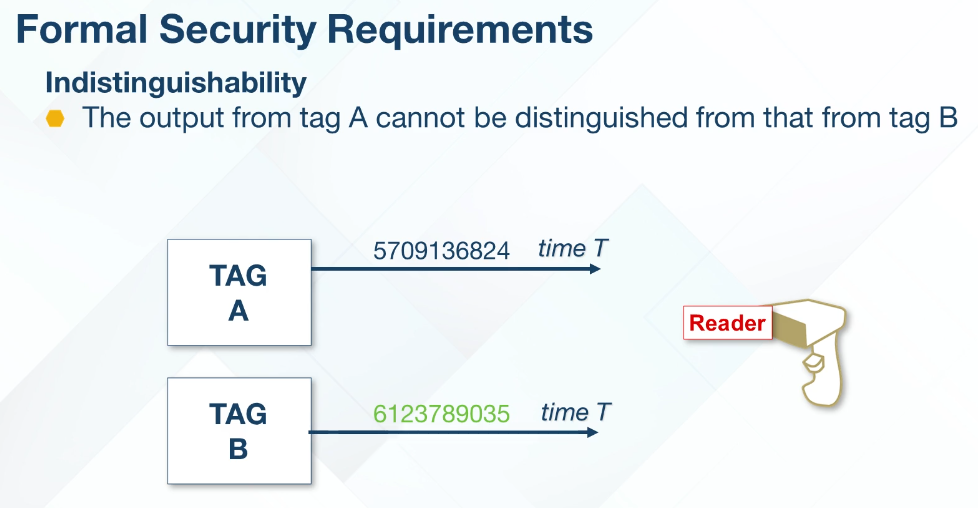 Formal Security Requirements
Indistinguishability
The output from tag A cannot be distinguished from that from tag B
5709136824 time T
TAG
A
Reader
6123789035 time T
TAG
B